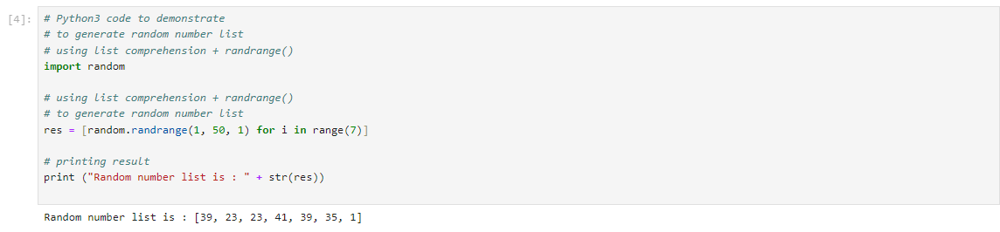 [4]: # Python3 code to demonstrate
# to generate random number list
# using list comprehension + randrange()
import random
# using list comprehension + randrange()
# to generate random number list
res = [random.randrange(1, 50, 1) for i in range(7)]
# printing result
print ("Random number list is : " + str(res))
Random number list is : [39, 23, 23, 41, 39, 35, 1]